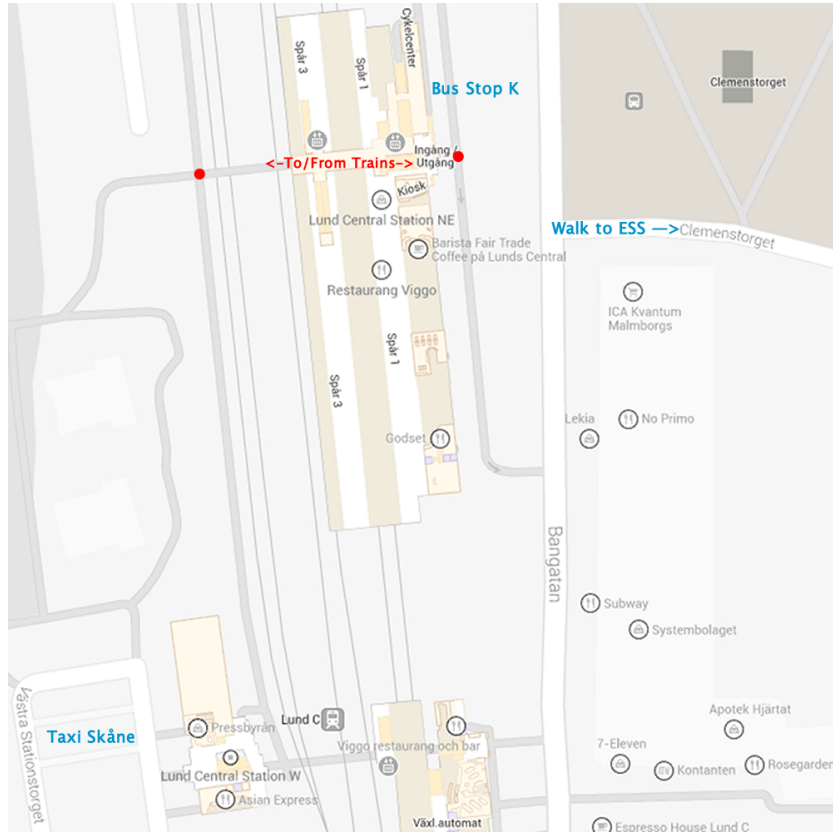 Cykelcenter
Spår 3
Spår 1
Bus Stop K
Clemenstorget
Ingång /
Utgång
<-To/From Trains->
Kiosk
Lund Central Station NE
Walk to ESS —>
Clemenstorget
Barista Fair Trade
Coffee på Lunds Central
Restaurang Viggo
ICA Kvantum
Malmborgs
Spår 1
Spår 3
Lekia
No Primo
Godset
Bangatan
Subway
Systembolaget
Västra Stationstorget
Taxi Skåne
Pressbyrån
Lund C
Viggo restaurang och bar
Apotek Hjärtat
7-Eleven
Kontanten
Rosegarden
Lund Central Station W
Asian Express
Växl.automat
Espresso House Lund C